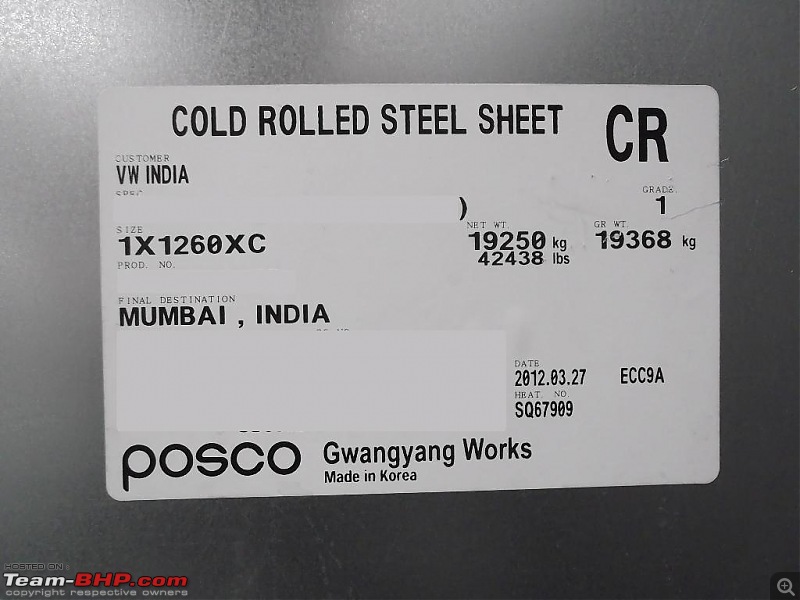 COLD ROLLED STEEL SHEET CR
CUSTOMER
VW INDIA
GRADE.
1
)
SIZE NET WT. GR WT.
1X1260XC 19250 kg 19368 kg
42438 lbs
PROD. NO.
FINAL DESTINATION
MUMBAI , INDIA
DATE
2012.03.27 ECC9A
HEAT. NO.
SQ67909
posco Gwangyang Works
Made in Korea
HOSTED ON
Team-BHP.com
copyright respective owners